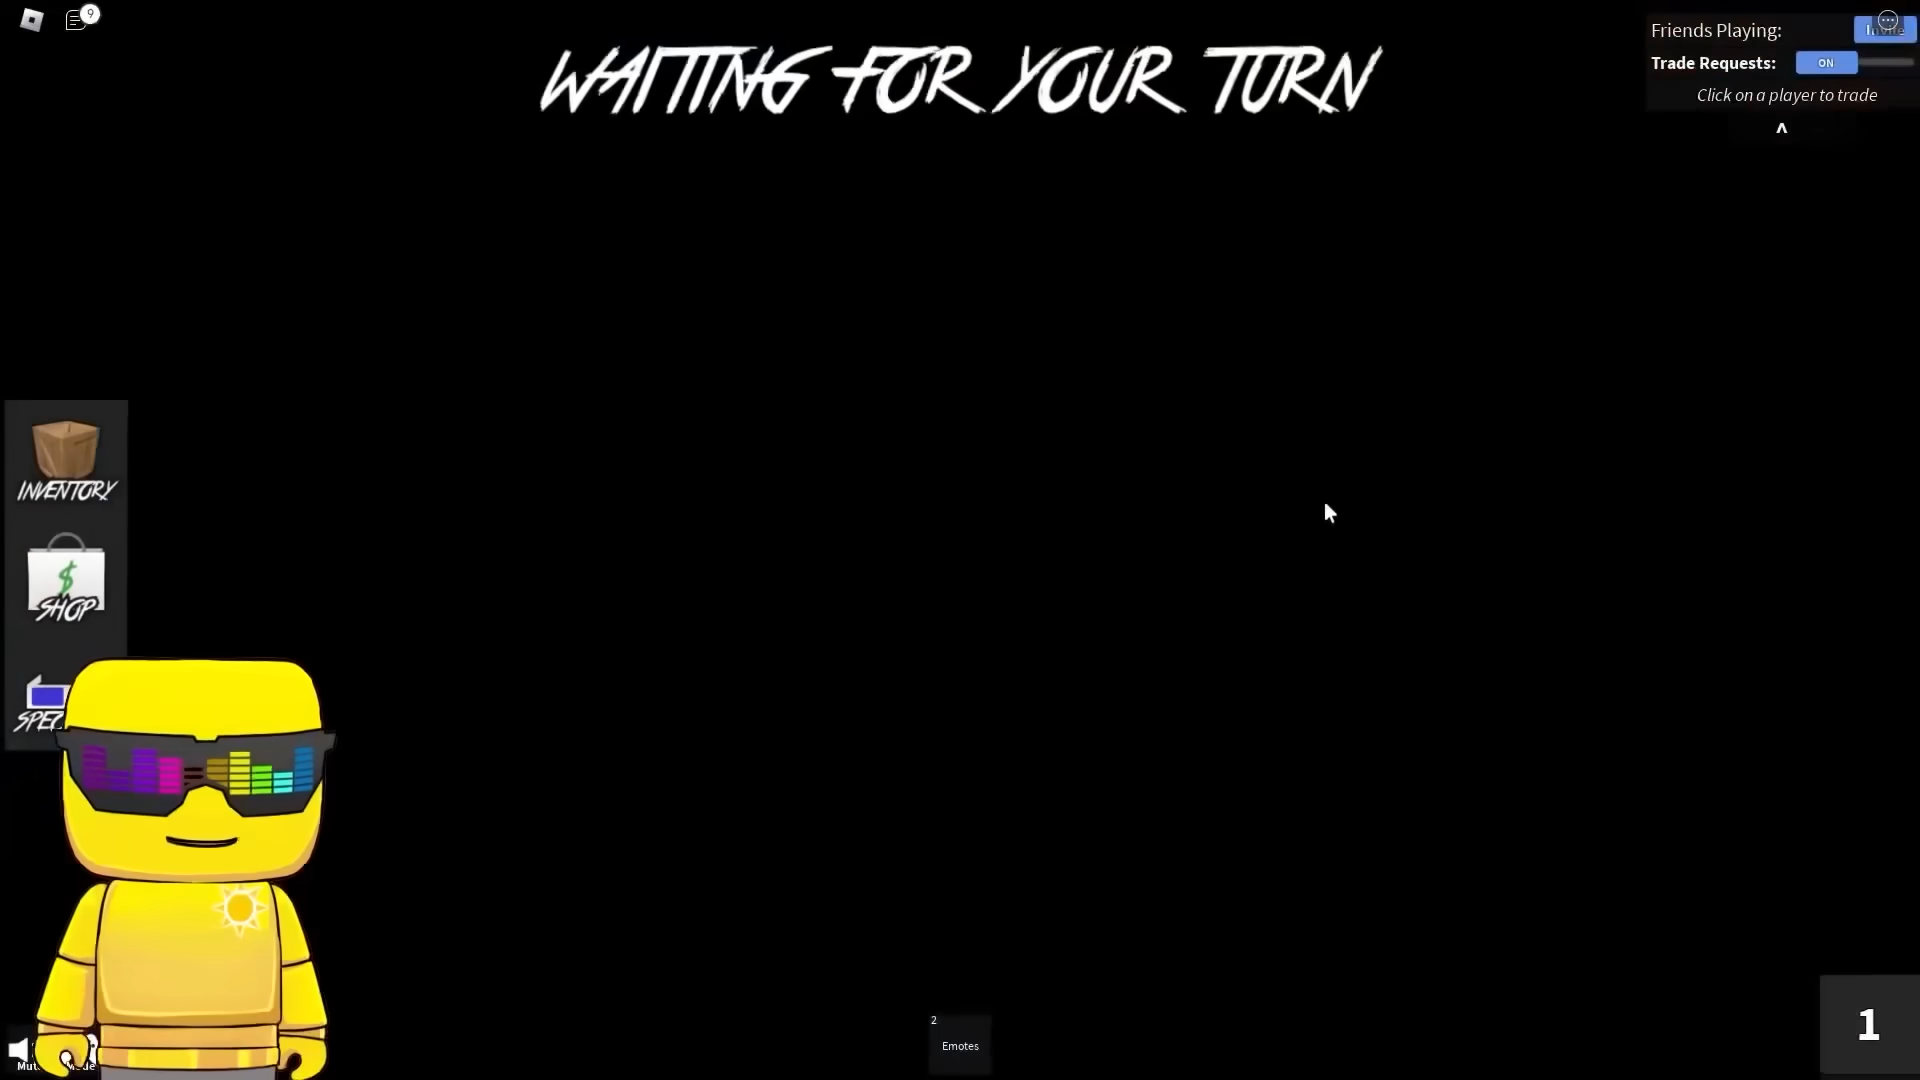 9
WAITING FOR YOUR TURN
Friends Playing:
Trade Requests: ON
Click on a player to trade
^
INVENTORY
$
SHOP
2
Emotes
1